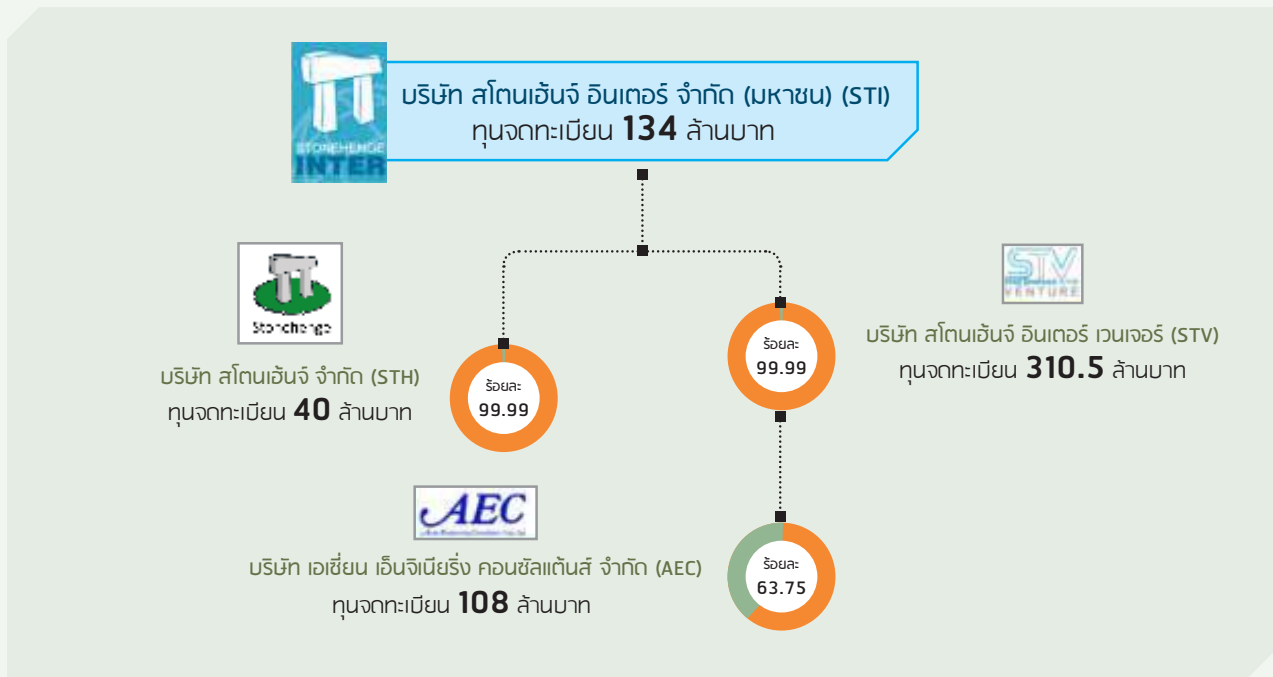 STONEHENGE
INTER
บริษัท สโตนเฮ้นจ์ อินเตอร์ จำกัด (มหาชน) (STI)
ทุนจดทะเบียน 134 ล้านบาท
Stonehenge
บริษัท สโตนเฮ้นจ์ จำกัด (STH)
ทุนจดทะเบียน 40 ล้านบาท
ร้อยละ
99.99
ร้อยละ
99.99
STV
VENTURE
บริษัท สโตนเฮ้นจ์ อินเตอร์ เวนเจอร์ (STV)
ทุนจดทะเบียน 310.5 ล้านบาท
AEC
บริษัท เอเซี่ยน เอ็นจิเนียริ่ง คอนซัลแต้นส์ จำกัด (AEC)
ทุนจดทะเบียน 108 ล้านบาท
ร้อยละ
63.75